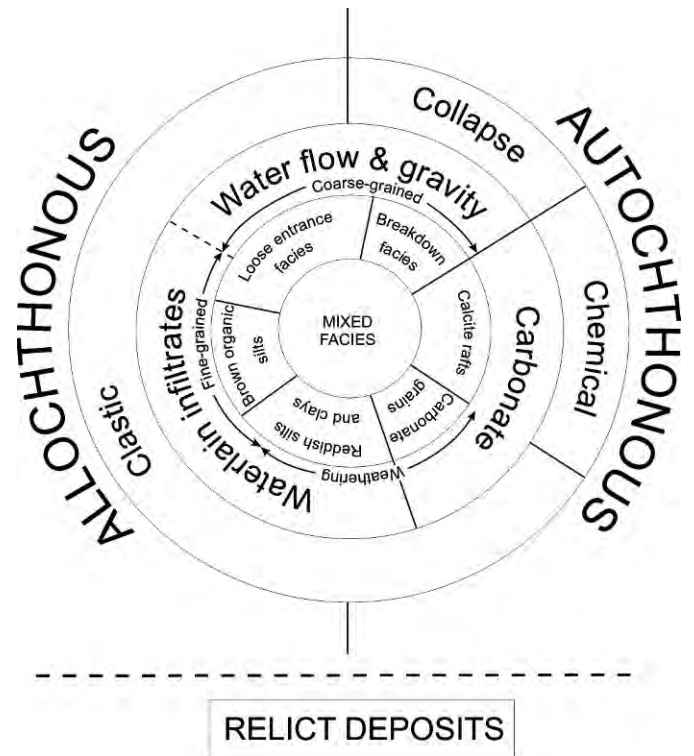 ALLOCHTHONOUS
AUTOCHTHONOUS
Collapse
Chemical
Clastic
Water flow & gravity
Carbonate
Waterlain infiltrates
Coarse-grained
Fine-grained
Weathering
Loose entrance
facies
Breakdown
facies
Calcite rafts
Carbonate
grains
Reddish silts
and clays
Brown organic
silts
MIXED
FACIES
RELICT DEPOSITS